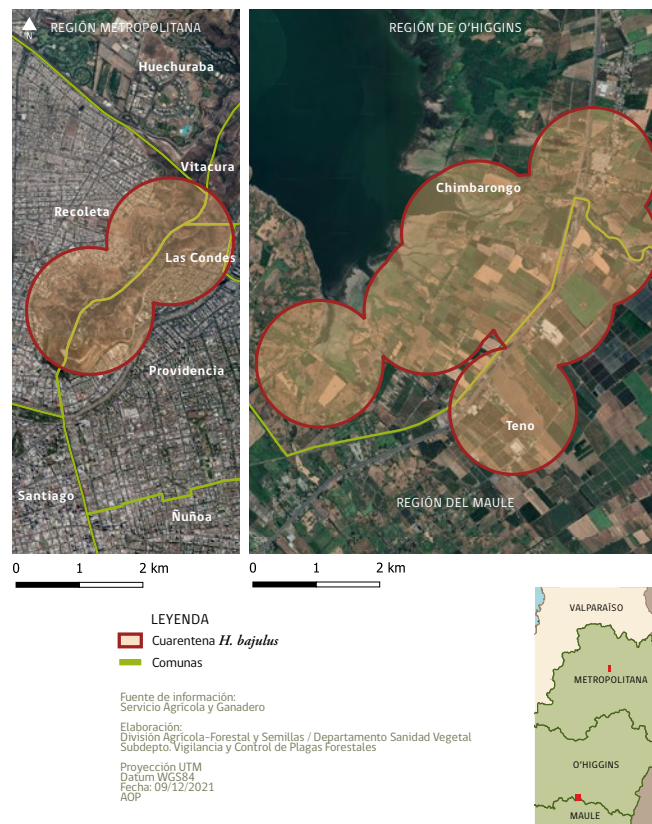 N
REGIÓN METROPOLITANA
Huechuraba
Vitacura
Recoleta
Las Condes
Providencia
Santiago
Ñuñoa
0 1 2 km
REGIÓN DE O'HIGGINS
Chimbarongo
Teno
REGIÓN DEL MAULE
0 1 2 km
LEYENDA
Cuarentena H. bajulus
Comunas
Fuente de información:
Servicio Agrícola y Ganadero
Elaboración:
División Agrícola-Forestal y Semillas / Departamento Sanidad Vegetal
Subdepto. Vigilancia y Control de Plagas Forestales
Proyección UTM
Datum WGS84
Fecha: 09/12/2021
AOP
VALPARAÍSO
METROPOLITANA
O'HIGGINS
MAULE